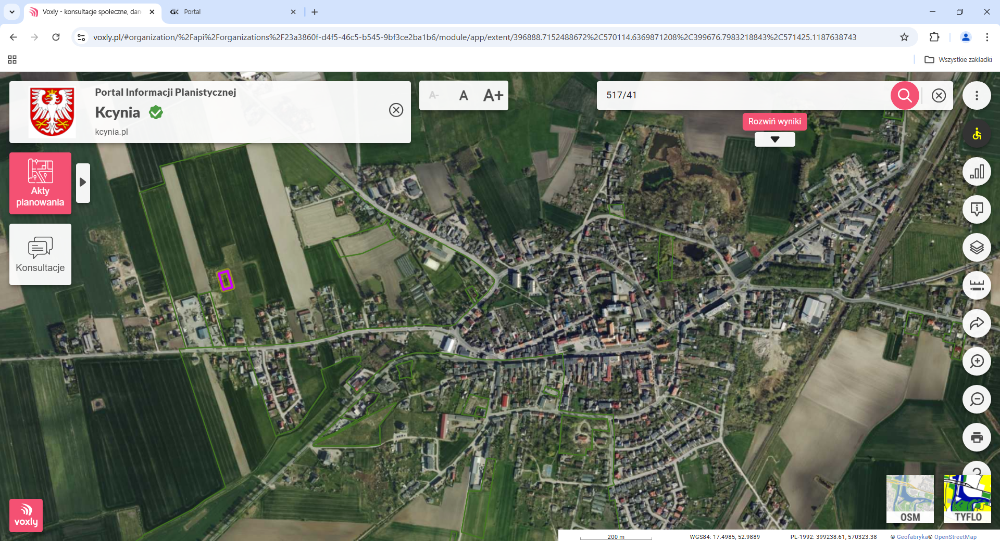 Voxly - konsultacje społeczne, dan
Portal
voxly.pl/#organization/%2Fapi%2Forganizations%2F23a3860f-d4f5-46c5-b545-9bf3ce2ba1b6/module/app/extent/396888.7152488672%2C570114.6369871208%2C399676.7983218843%2C571425.1187638743
Wszystkie zakładki
Portal Informacji Planistycznej
Kcynia
kcynia.pl
A- A A+
517/41
Rozwiń wyniki
Akty
planowania
Konsultacje
voxly
OSM
TYFLO
200 m
WGS84: 17.4985, 52.9889
PL-1992: 399238.61, 570323.38
© Geofabryka© OpenStreetMap